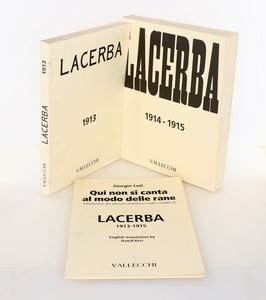 LACERBA
1913
LACERBA
1913
VALLECCHI
LACERBA
1914-1915
VALLECCHI
Giorgio Luti
Qui non si canta
al modo delle rane
LACERBA
1913-1915
English translation by
David Kerr
VALLECCHI